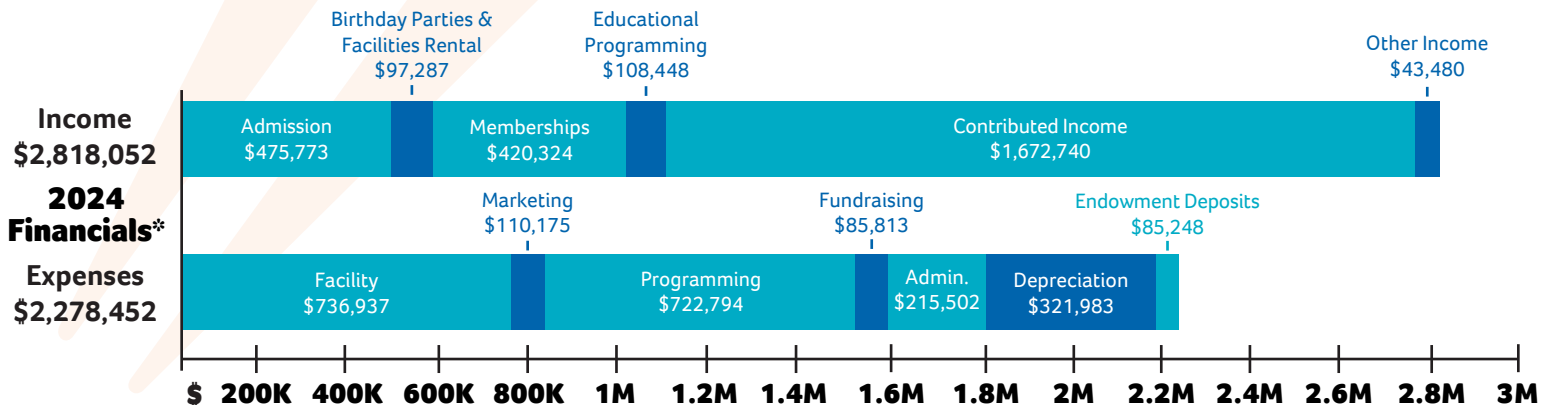 Birthday Parties &
Facilities Rental
$97,287
Educational
Programming
$108,448
Other Income
$43,480
Income
$2,818,052
Admission
$475,773
Memberships
$420,324
Contributed Income
$1,672,740
2024
Financials*
Marketing
$110,175
Fundraising
$85,813
Endowment Deposits
$85,248
Expenses
$2,278,452
Facility
$736,937
Programming
$722,794
Admin.
$215,502
Depreciation
$321,983
$ 200K 400K 600K 800K 1M 1.2M 1.4M 1.6M 1.8M 2M 2.2M 2.4M 2.6M 2.8M 3M